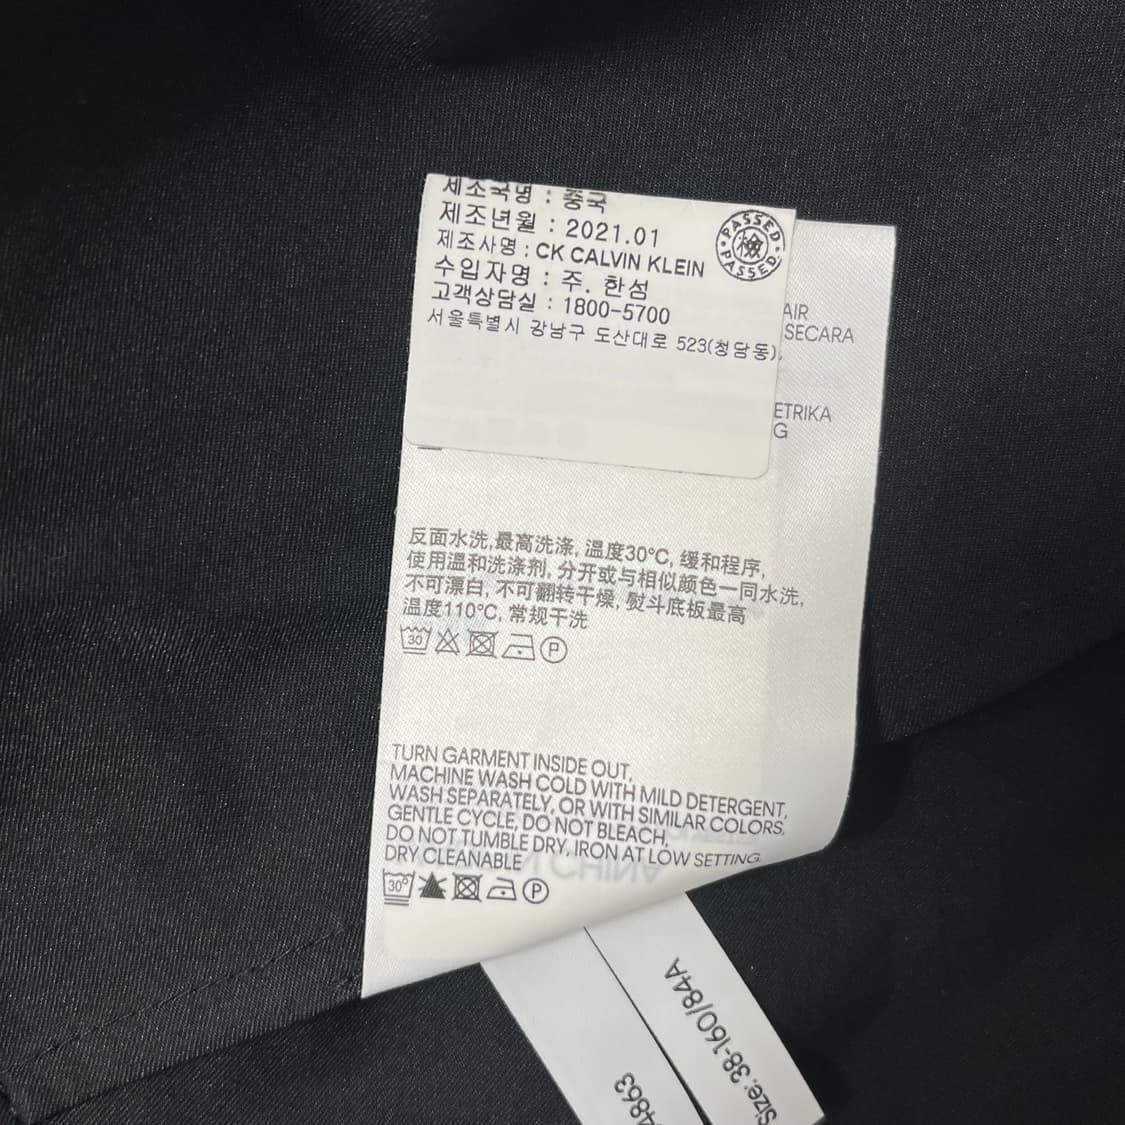 제조국명 : 중국
제조년월 : 2021.01
제조사명 : CK CALVIN KLEIN
수입자명 : 주. 한섬
고객상담실 : 1800-5700
서울특별시 강남구 도산대로 523(청담동),
PASSED
檢
PASSED
AIR
SECARA
ETRIKA
G
反面水洗,最高洗涤, 温度30°C, 缓和程序,
使用温和洗涤剂, 分开或与相似颜色一同水洗,
不可漂白, 不可翻转干燥, 熨斗底板最高
温度110°C, 常规干洗
30
P
TURN GARMENT INSIDE OUT,
MACHINE WASH COLD WITH MILD DETERGENT,
WASH SEPARATELY, OR WITH SIMILAR COLORS.
GENTLE CYCLE, DO NOT BLEACH,
DO NOT TUMBLE DRY, IRON AT LOW SETTING
DRY CLEANABLE
30°
P
Size: 38-160/84A
4863